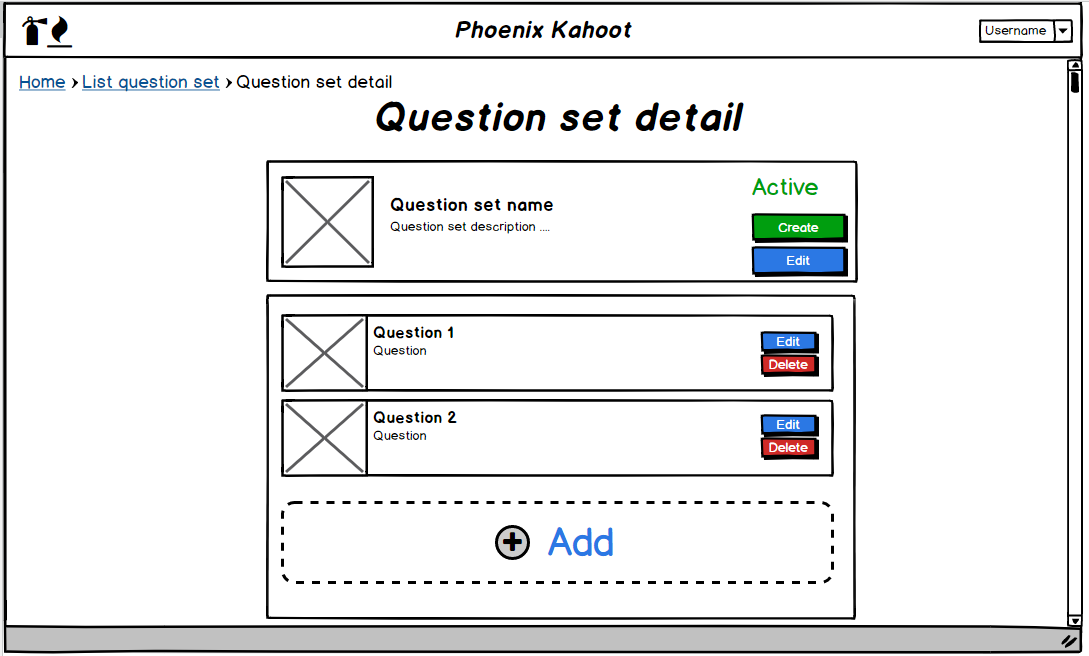 Phoenix Kahoot
Username
Home > List question set > Question set detail
Question set detail
Active
Question set name
Question set description ....
Create
Edit
Question 1
Question
Edit
Delete
Question 2
Question
Edit
Delete
Add